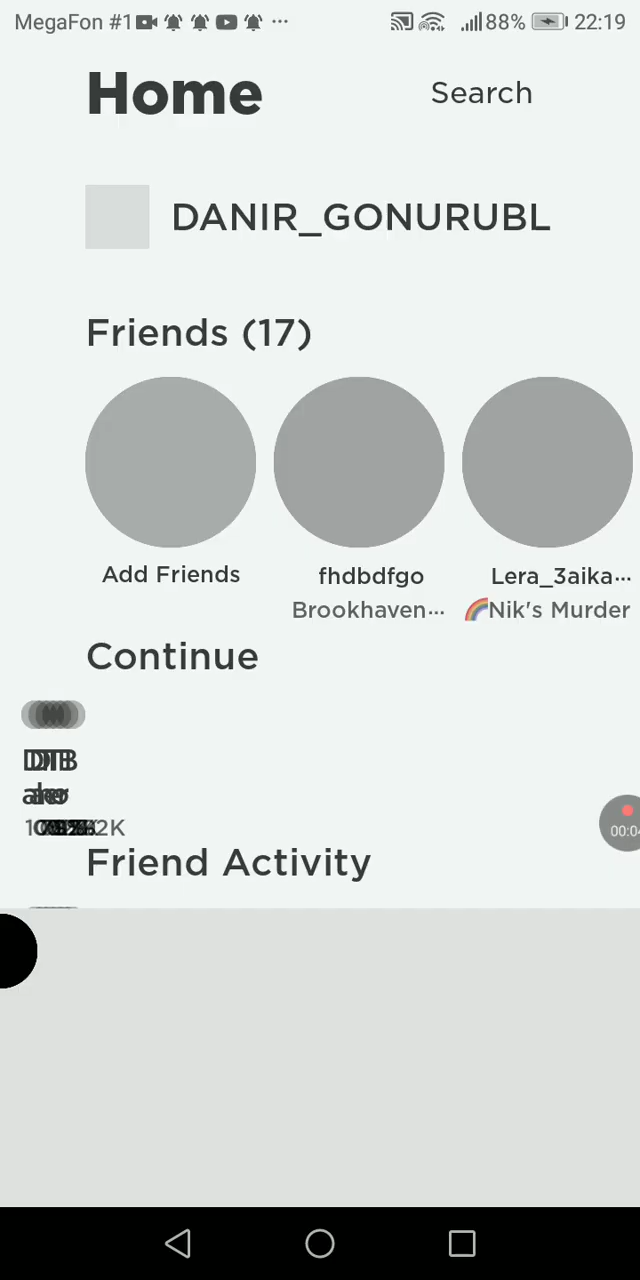 MegaFon #1 ··· 88% 22:19
Home Search
DANIR_GONURUBL
Friends (17)
Add Friends fhdbdfgo Lera_3aika···
Brookhaven··· 🌈Nik's Murder
Continue
Friend Activity